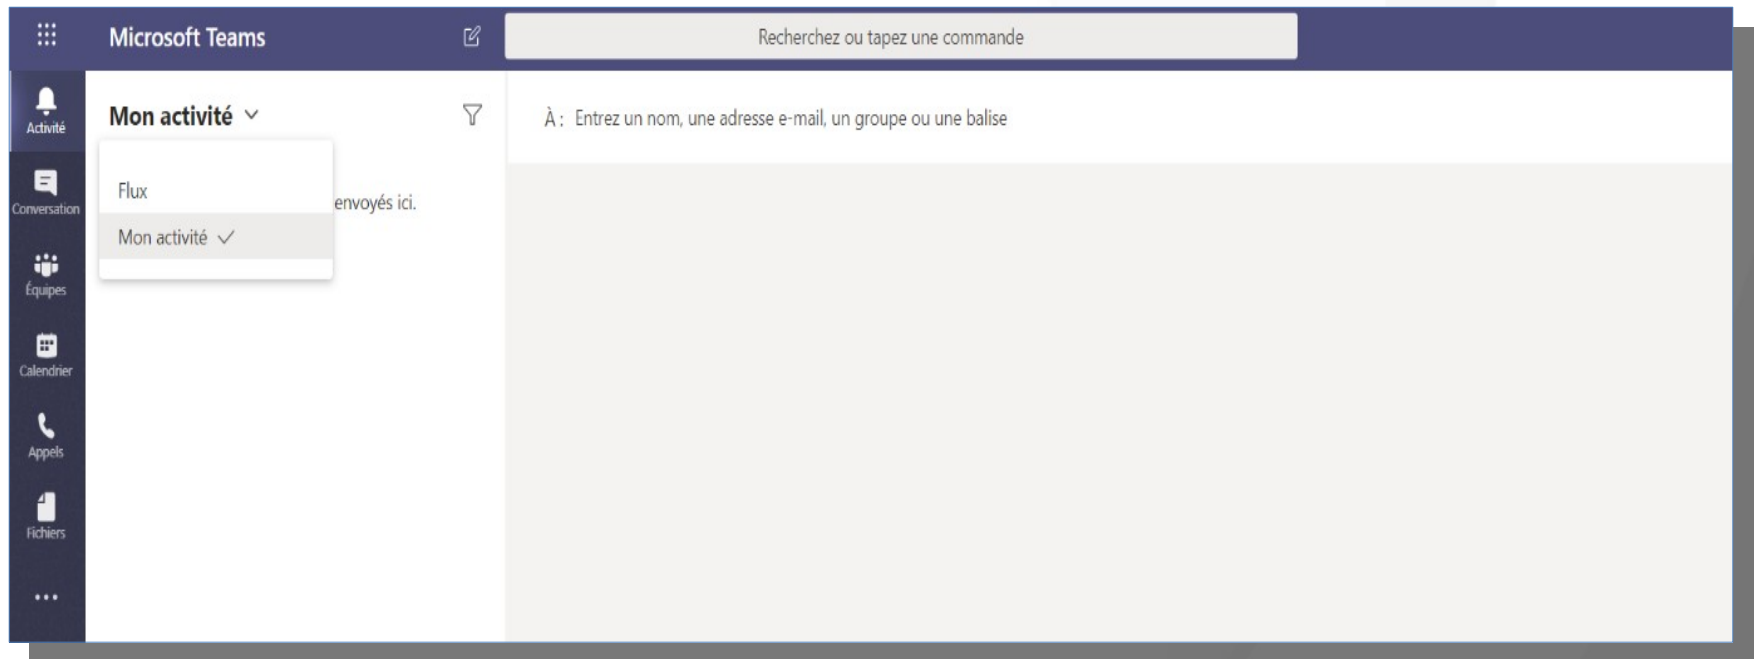 Microsoft Teams
Recherchez ou tapez une commande
Activité
Conversation
Équipes
Calendrier
Appels
Fichiers
Mon activité
Flux
Mon activité
envoyés ici.
À : Entrez un nom, une adresse e-mail, un groupe ou une balise